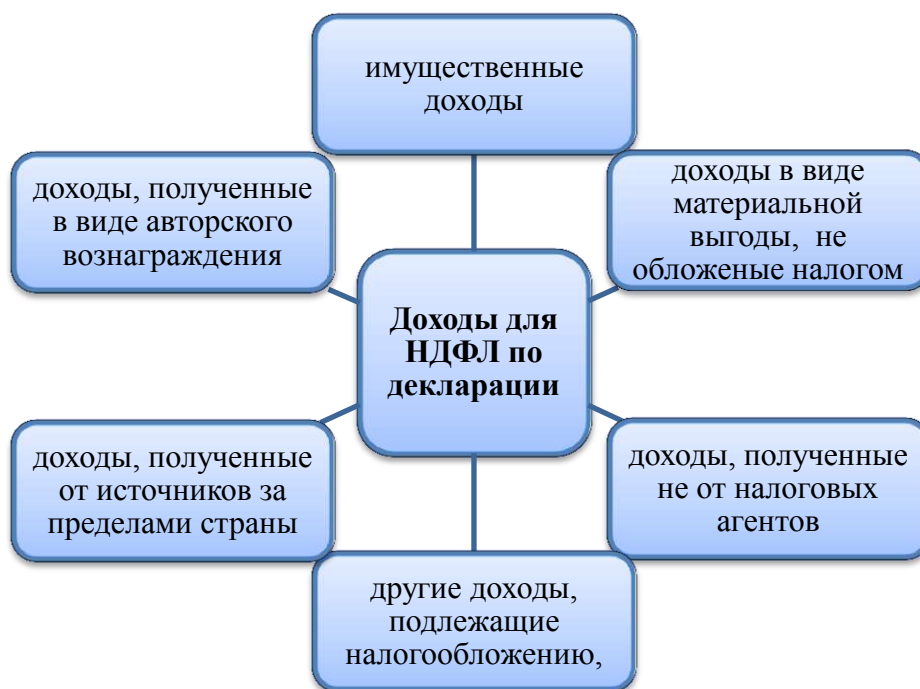 имущественные
доходы
доходы, полученные
в виде авторского
вознаграждения
доходы в виде
материальной
выгоды, не
обложеные налогом
Доходы для
НДФЛ по
декларации
доходы, полученные
от источников за
пределами страны
доходы, полученные
не от налоговых
агентов
другие доходы,
подлежащие
налогообложению,